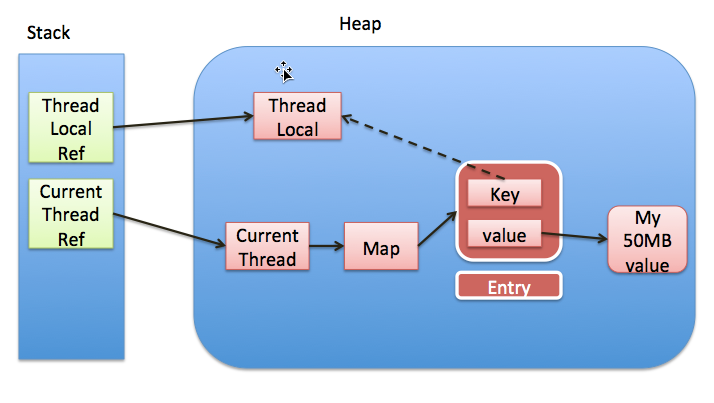 Stack
Heap
Thread
Local
Ref
Thread
Local
Current
Thread
Ref
Key
value
Current
Thread
Map
My
50MB
value
Entry